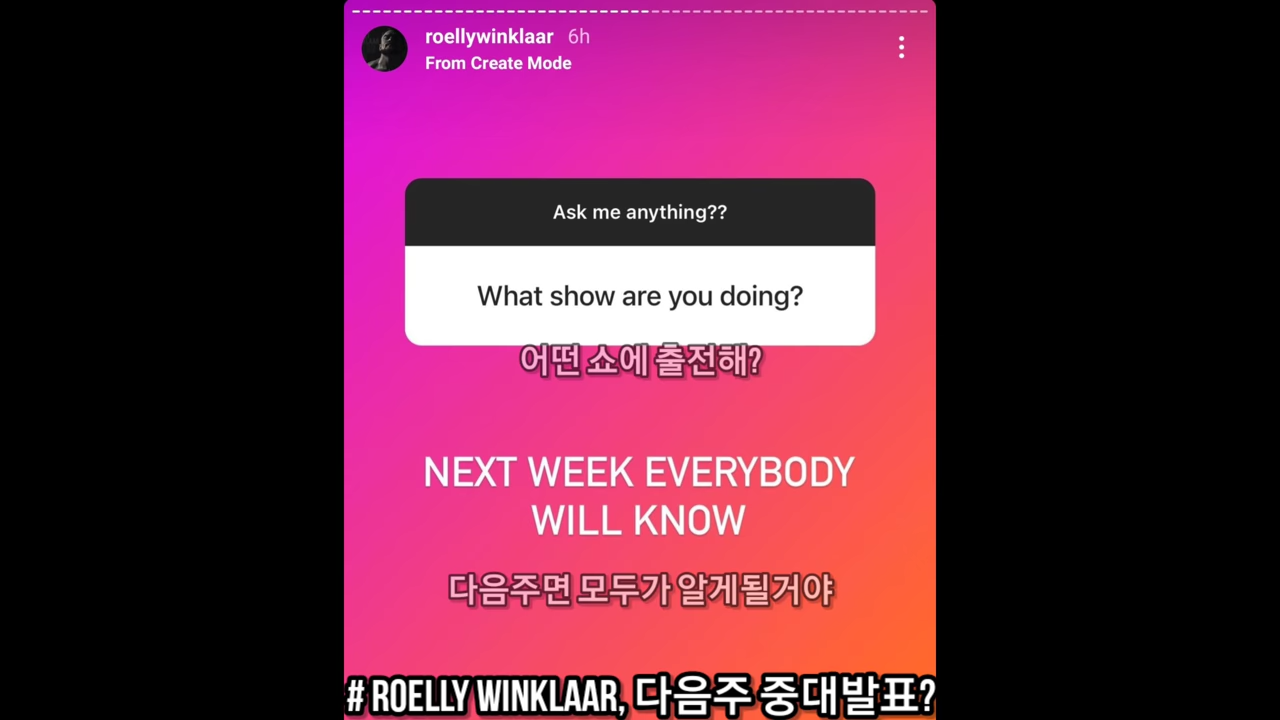 roellywinklaar 6h
From Create Mode
Ask me anything??
What show are you doing?
어떤 쇼에 출전해?
NEXT WEEK EVERYBODY
WILL KNOW
다음주면 모두가 알게될거야
# ROELLY WINKLAAR, 다음주 중대발표?